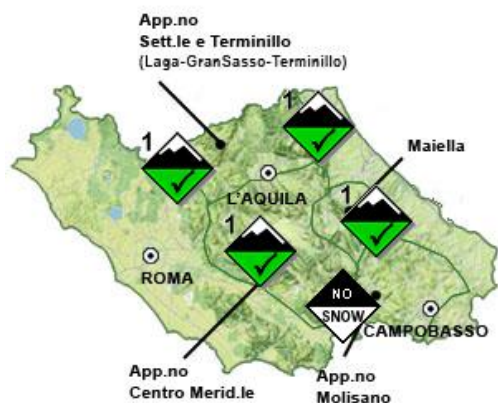 App.no
Sett.le e Terminillo
(Laga-GranSasso-Terminillo)
1
1
Maiella
L'AQUILA
1
1
ROMA
NO
SNOW
CAMPOBASSO
App.no
Centro Merid.le
App.no
Molisano